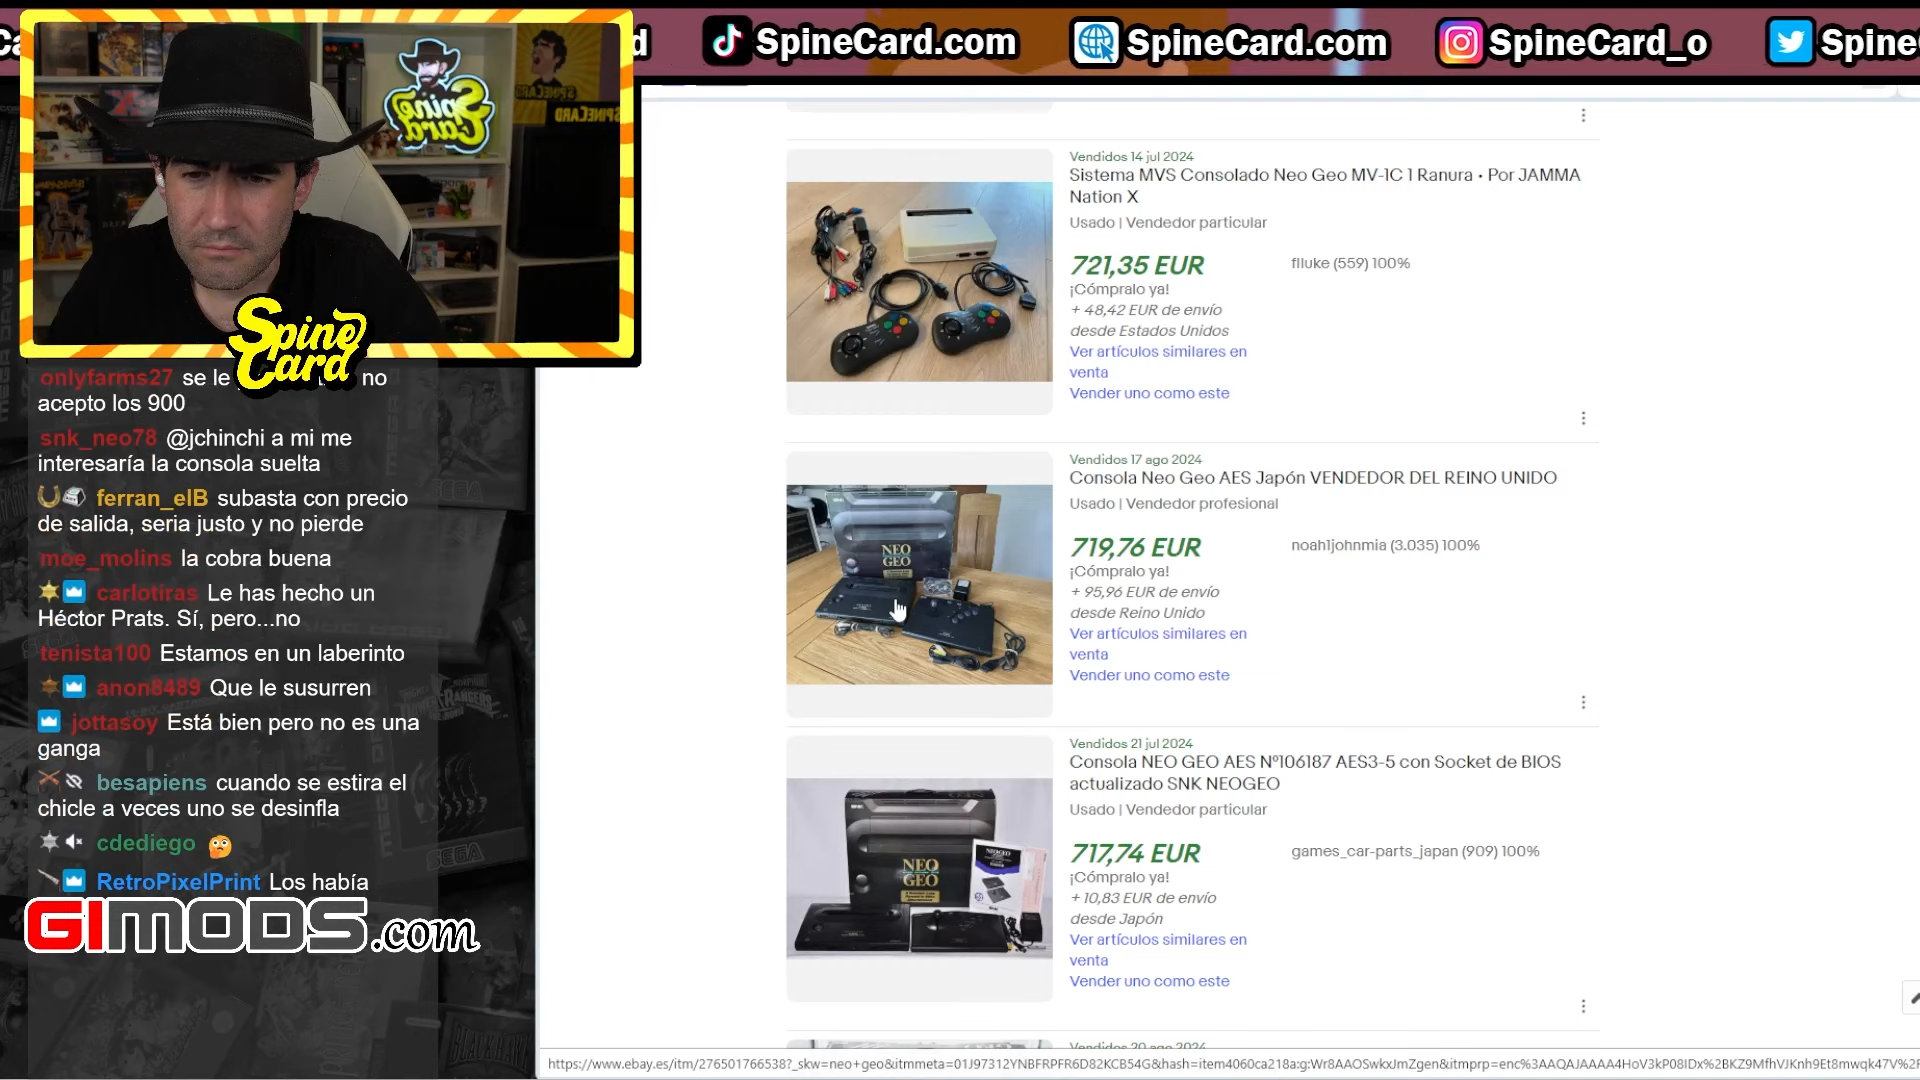 SpineCard.com
SpineCard.com
SpineCard_o
Spine
Spine
Card
onlyfarms27 se le no
acepto los 900
snk_neo78 @jchinchi a mi me
interesaría la consola suelta
ferran_elB subasta con precio
de salida, seria justo y no pierde
moe_molins la cobra buena
carlotiras Le has hecho un
Héctor Prats. Sí, pero...no
tenista100 Estamos en un laberinto
anon8489 Que le susurren
jottasoy Está bien pero no es una
ganga
besapiens cuando se estira el
chicle a veces uno se desinfla
cdediego
RetroPixelPrint Los había
GIMODS.com
Vendidos 14 jul 2024
Sistema MVS Consolado Neo Geo MV-1C 1 Ranura • Por JAMMA
Nation X
Usado | Vendedor particular
721,35 EUR
flluke (559) 100%
¡Cómpralo ya!
+ 48,42 EUR de envío
desde Estados Unidos
Ver artículos similares en
venta
Vender uno como este
Vendidos 17 ago 2024
Consola Neo Geo AES Japón VENDEDOR DEL REINO UNIDO
Usado | Vendedor profesional
NEO
GEO
719,76 EUR
noah1johnmia (3.035) 100%
¡Cómpralo ya!
+ 95,96 EUR de envío
desde Reino Unido
Ver artículos similares en
venta
Vender uno como este
Vendidos 21 jul 2024
Consola NEO GEO AES Nº106187 AES3-5 con Socket de BIOS
actualizado SNK NEOGEO
Usado | Vendedor particular
NEO
GEO
NEOGEO
717,74 EUR
games_car-parts_japan (909) 100%
¡Cómpralo ya!
+ 10,83 EUR de envío
desde Japón
Ver artículos similares en
venta
Vender uno como este
Vendidos 20 ago 2024